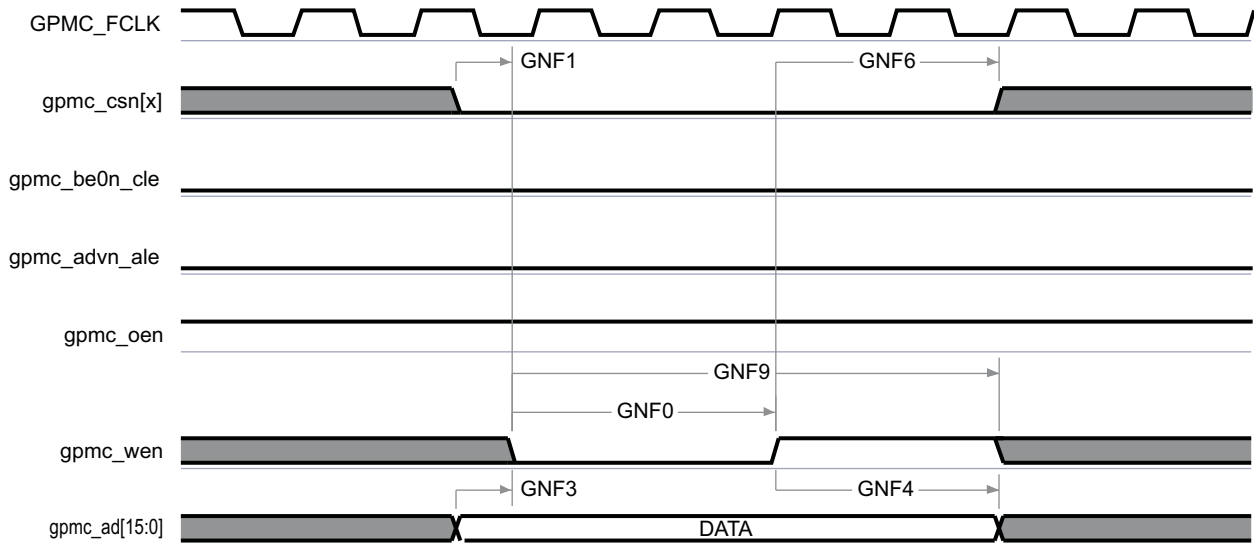 GPMC_FCLK
GNF1
GNF6
gpmc_csn[x]
gpmc_be0n_cle
gpmc_advn_ale
gpmc_oen
GNF9
GNF0
gpmc_wen
GNF3
GNF4
gpmc_ad[15:0]
DATA